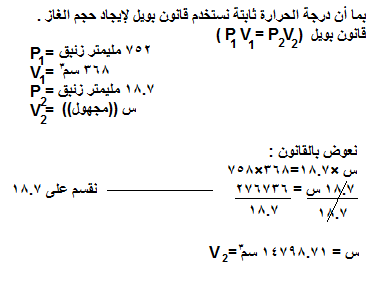 بما أن درجة الحرارة ثابتة نستخدم قانون بويل لإيجاد حجم الغاز .
قانون بويل ( P1 V1 = P2V2 )
P1= ٧٥٢ مليمتر زنبق
V1= ٣٦٨ سم٣
P2= ١٨.٧ مليمتر زنبق
V2= س ((مجهول))
نعوض بالقانون :
س ×١٨.٧=٣٦٨×٧٥٨
١٨.٧ س = ٢٧٦٧٣٦ نقسم على ١٨.٧
١٨.٧ ١٨.٧
س = ١٤٧٩٨.٧١ سم٣= V2